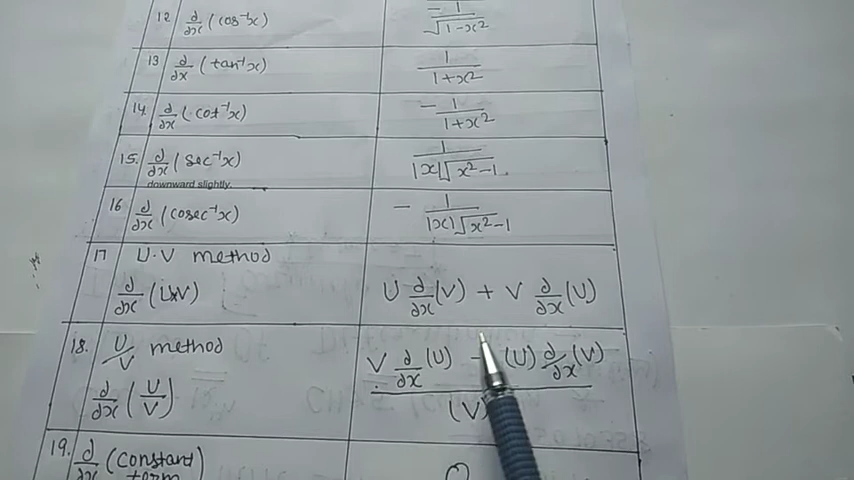 12 d/dx (cos⁻¹x) -1/√(1-x²)
13 d/dx (tan⁻¹x) 1/(1+x²)
14. d/dx (cot⁻¹x) -1/(1+x²)
15. d/dx (sec⁻¹x) 1/(|x|√(x²-1))
downward slightly.
16 d/dx (cosec⁻¹x) -1/(|x|√(x²-1))
17 U·V method
d/dx (U×V) U d/dx (V) + V d/dx (U)
18. U/V method
d/dx (U/V) (V d/dx (U) - (U) d/dx (V))/(V)
19. d/dx (constant term) 0